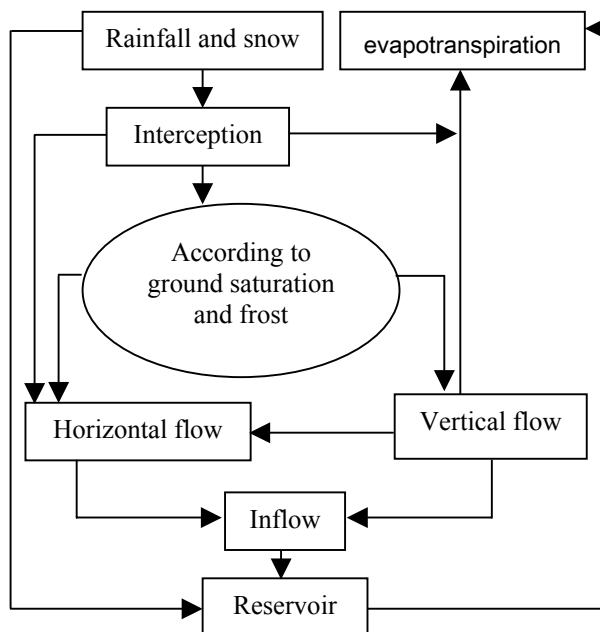 Rainfall and snow
evapotranspiration
Interception
According to
ground saturation
and frost
Horizontal flow
Vertical flow
Inflow
Reservoir